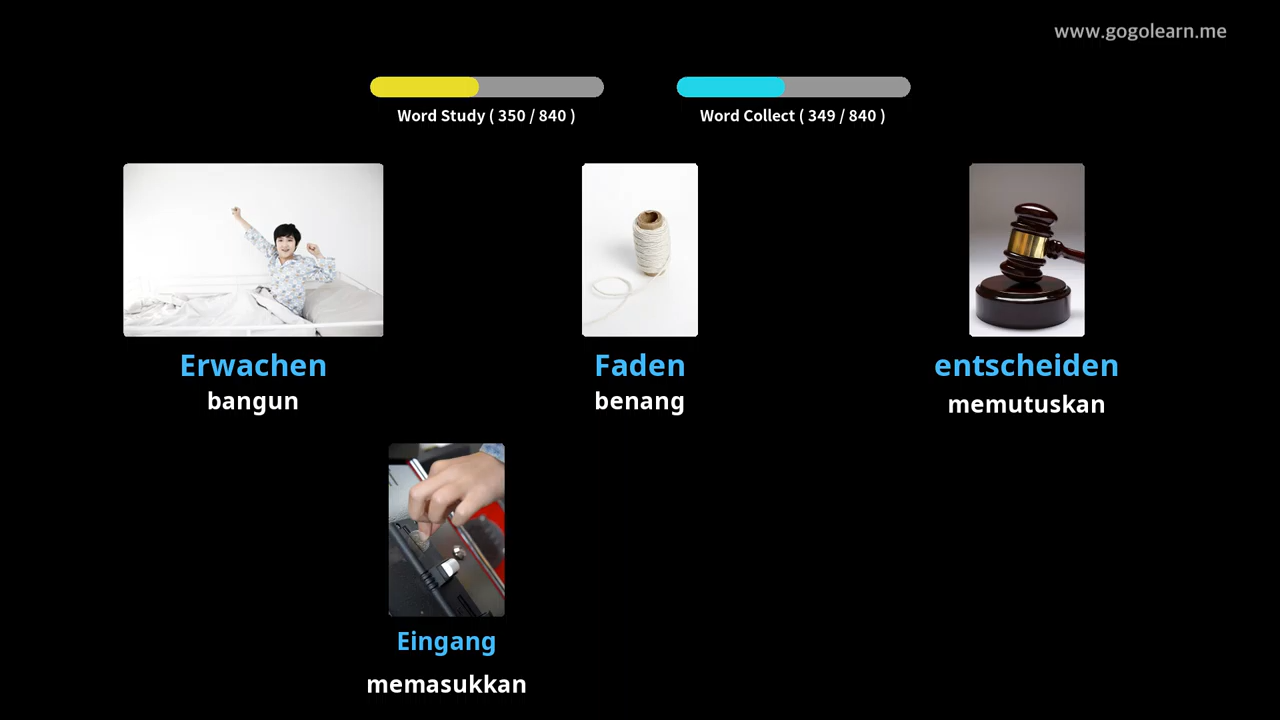 www.gogolearn.me
Word Study ( 350 / 840 )
Word Collect ( 349 / 840 )
Erwachen
bangun
Faden
benang
entscheiden
memutuskan
Eingang
memasukkan